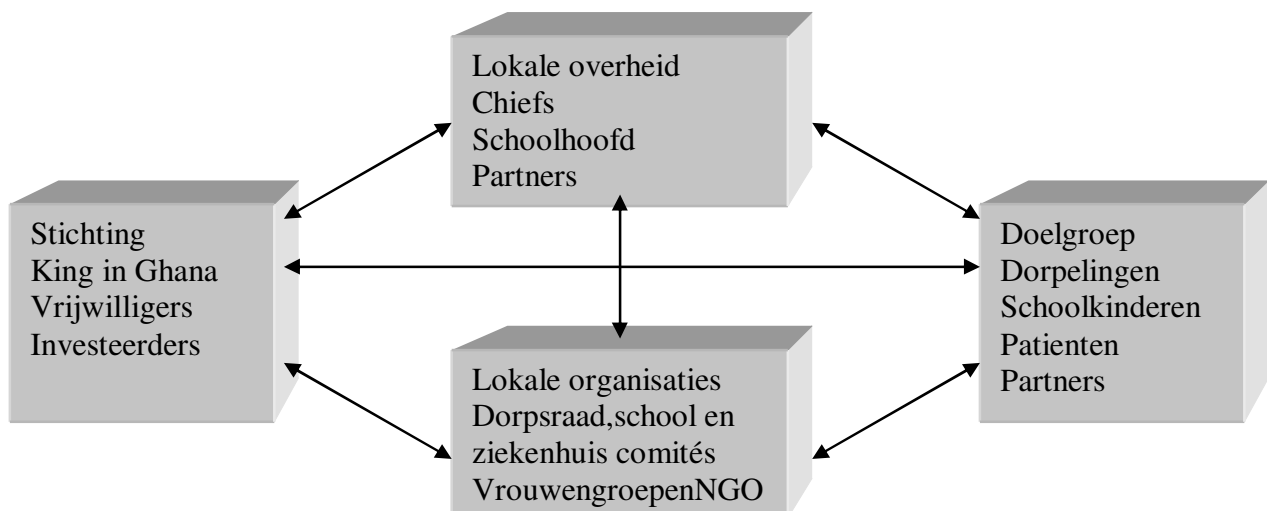 Lokale overheid
Chiefs
Schoolhoofd
Partners
Stichting
King in Ghana
Vrijwilligers
Investeerders
Doelgroep
Dorpelingen
Schoolkinderen
Patienten
Partners
Lokale organisaties
Dorpsraad,school en
ziekenhuis comités
VrouwengroepenNGO